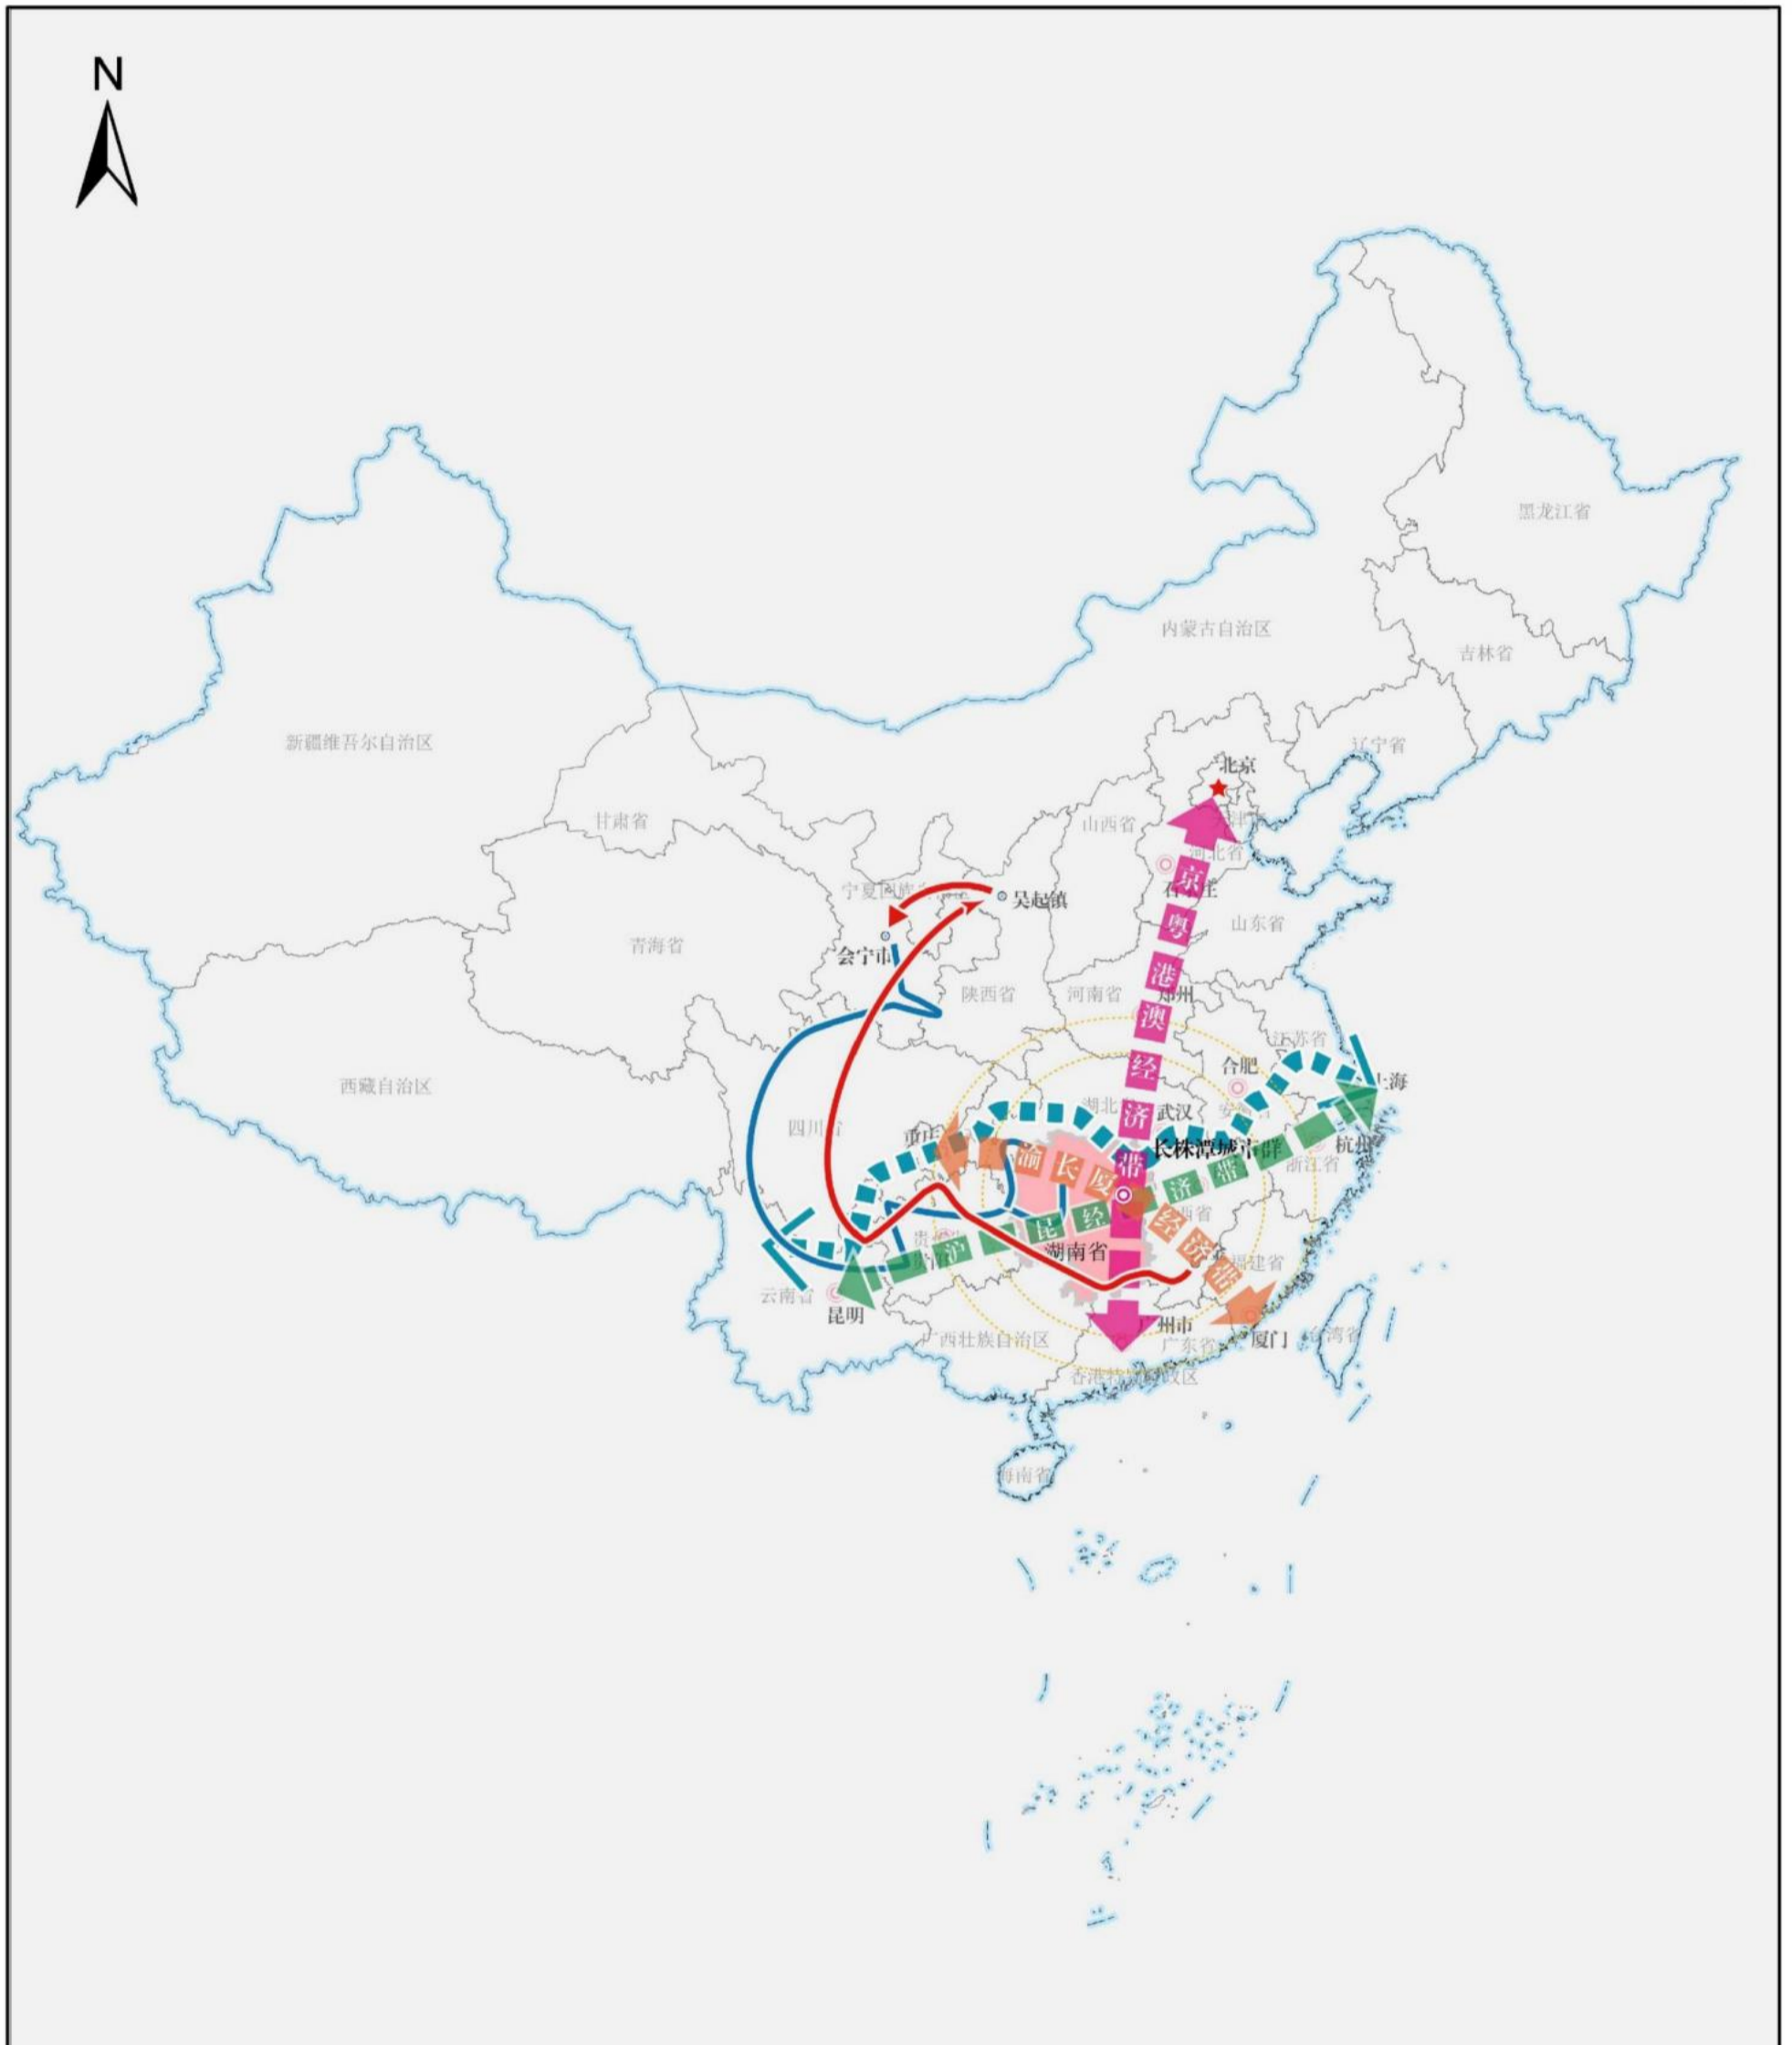 N
黑龙江省
内蒙古自治区
吉林省
新疆维吾尔自治区
辽宁省
北京
甘肃省
山西省
河北省
宁夏回族
吴起镇
山东省
青海省
会宁市
陕西省
河南省
郑州
江苏省
合肥
上海
西藏自治区
四川省
湖北
武汉
重庆
长株潭城市群
杭州
浙江省
京粤港澳经济带
渝长厦经济带
沪昆经济带
西省
湖南省
福建省
云南省
昆明
广州市
广西壮族自治区
广东省
厦门
台湾省
海南省